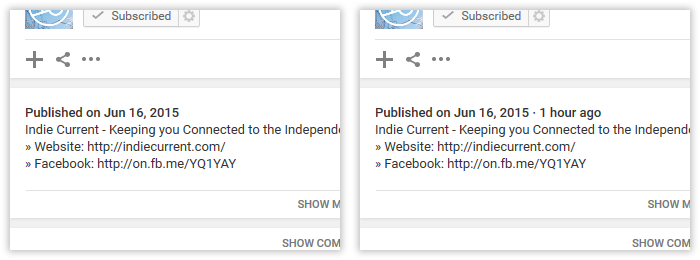 Subscribed
Published on Jun 16, 2015
Indie Current - Keeping you Connected to the Independ
» Website: http://indiecurrent.com/
» Facebook: http://on.fb.me/YQ1YAY
SHOW M
SHOW COM
Subscribed
Published on Jun 16, 2015 · 1 hour ago
Indie Current - Keeping you Connected to the Independ
» Website: http://indiecurrent.com/
» Facebook: http://on.fb.me/YQ1YAY
SHOW M
SHOW COM